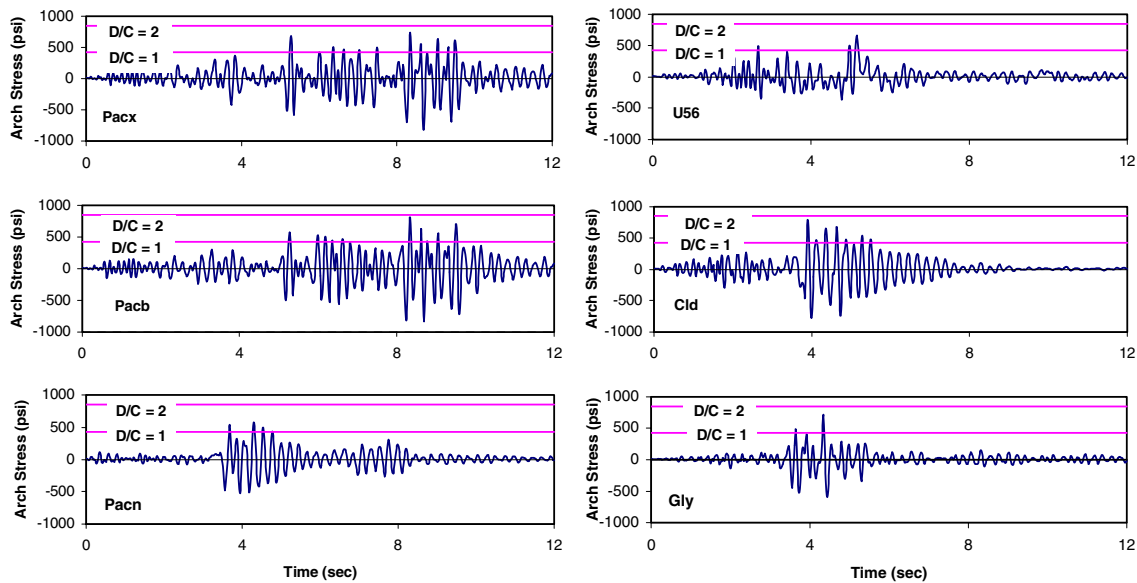 Arch Stress (psi)
1000
500
0
-500
-1000
D/C = 2
D/C = 1
Pacx
0 4 8 12
Arch Stress (psi)
1000
500
0
-500
-1000
D/C = 2
D/C = 1
U56
0 4 8 12
Arch Stress (psi)
1000
500
0
-500
-1000
D/C = 2
D/C = 1
Pacb
0 4 8 12
Arch Stress (psi)
1000
500
0
-500
-1000
D/C = 2
D/C = 1
Cld
0 4 8 12
Arch Stress (psi)
1000
500
0
-500
-1000
D/C = 2
D/C = 1
Pacn
0 4 8 12
Time (sec)
Arch Stress (psi)
1000
500
0
-500
-1000
D/C = 2
D/C = 1
Gly
0 4 8 12
Time (sec)